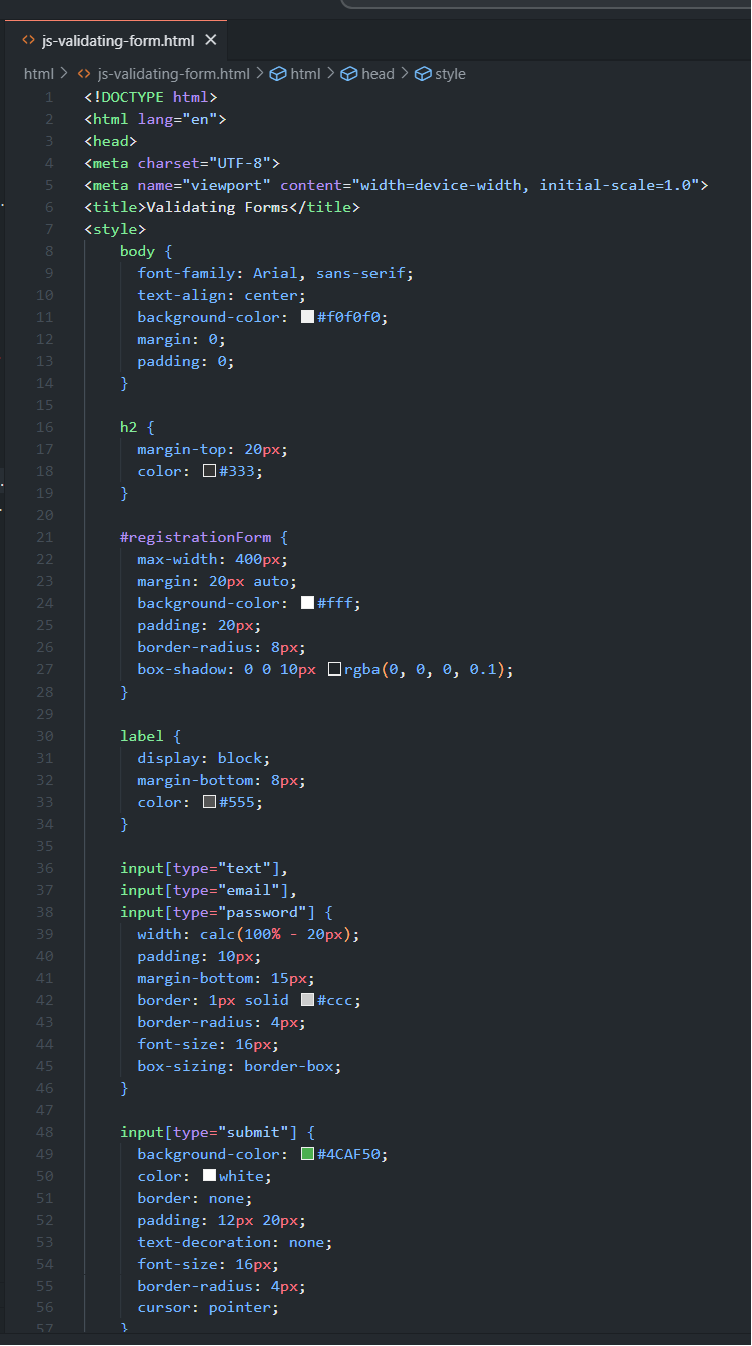 js-validating-form.html
html > js-validating-form.html > html > head > style
1 <!DOCTYPE html>
2 <html lang="en">
3 <head>
4 <meta charset="UTF-8">
5 <meta name="viewport" content="width=device-width, initial-scale=1.0">
6 <title>Validating Forms</title>
7 <style>
8 body {
9 font-family: Arial, sans-serif;
10 text-align: center;
11 background-color: #f0f0f0;
12 margin: 0;
13 padding: 0;
14 }
15
16 h2 {
17 margin-top: 20px;
18 color: #333;
19 }
20
21 #registrationForm {
22 max-width: 400px;
23 margin: 20px auto;
24 background-color: #fff;
25 padding: 20px;
26 border-radius: 8px;
27 box-shadow: 0 0 10px rgba(0, 0, 0, 0.1);
28 }
29
30 label {
31 display: block;
32 margin-bottom: 8px;
33 color: #555;
34 }
35
36 input[type="text"],
37 input[type="email"],
38 input[type="password"] {
39 width: calc(100% - 20px);
40 padding: 10px;
41 margin-bottom: 15px;
42 border: 1px solid #ccc;
43 border-radius: 4px;
44 font-size: 16px;
45 box-sizing: border-box;
46 }
47
48 input[type="submit"] {
49 background-color: #4CAF50;
50 color: white;
51 border: none;
52 padding: 12px 20px;
53 text-decoration: none;
54 font-size: 16px;
55 border-radius: 4px;
56 cursor: pointer;
57 }